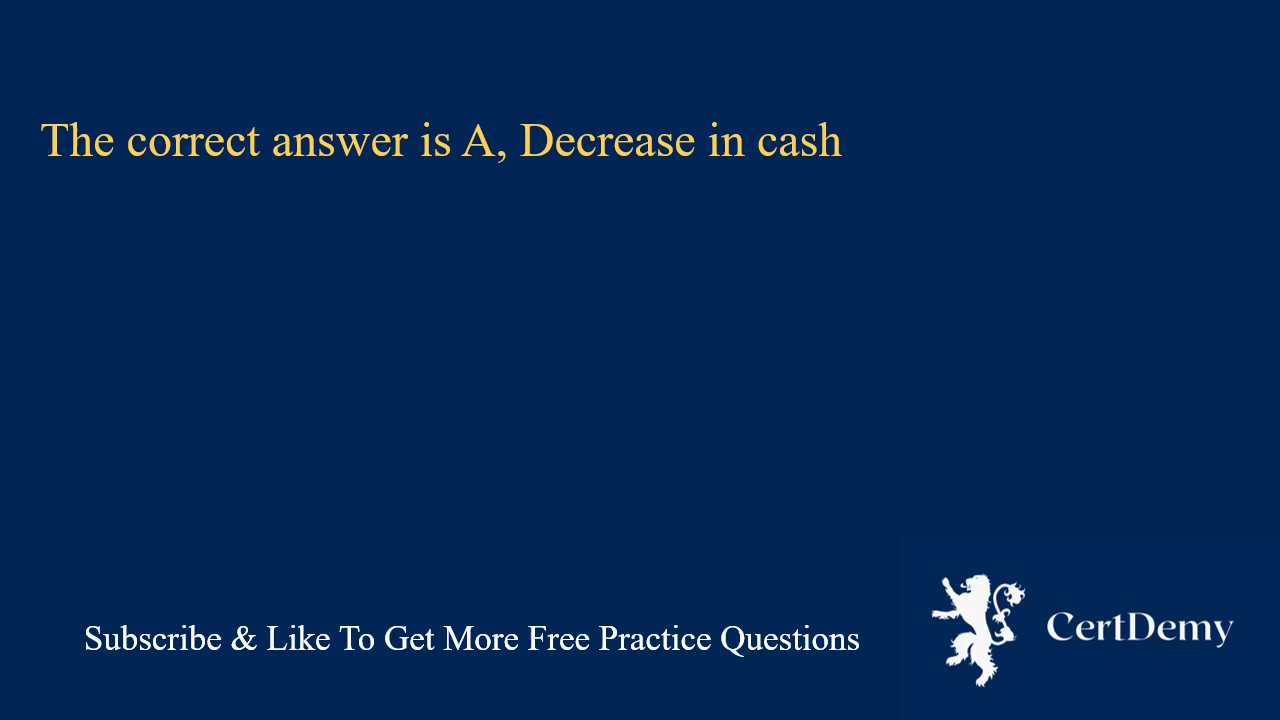 The correct answer is A, Decrease in cash
Subscribe & Like To Get More Free Practice Questions
CertDemy